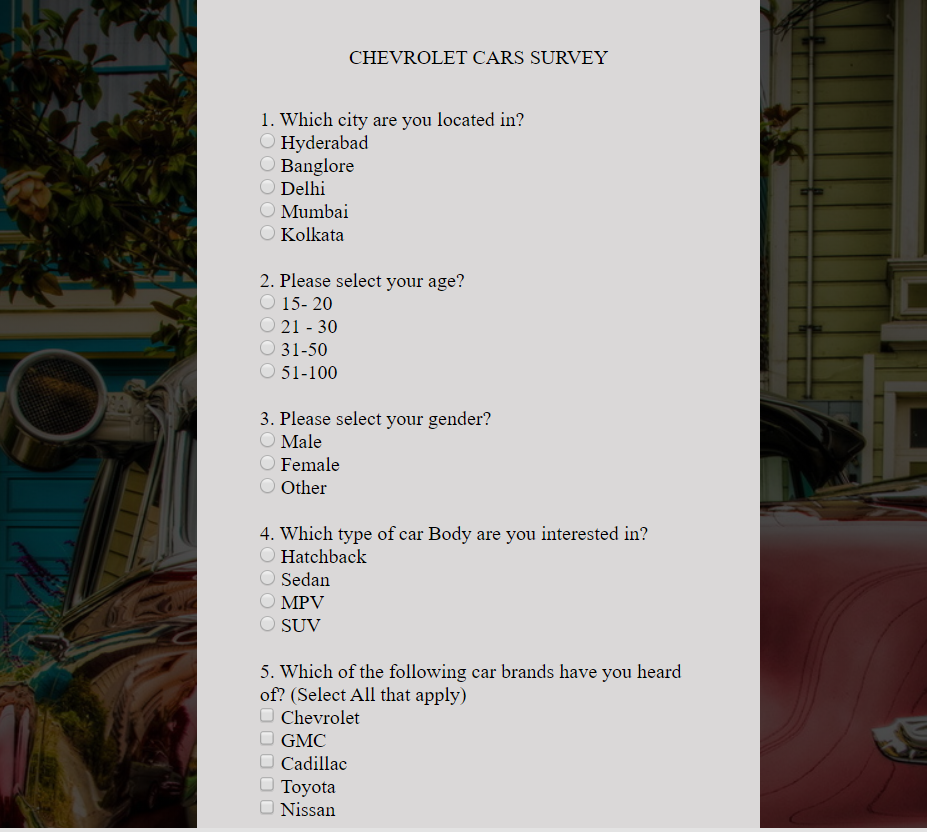 CHEVROLET CARS SURVEY
1. Which city are you located in?
Hyderabad
Banglore
Delhi
Mumbai
Kolkata
2. Please select your age?
15- 20
21 - 30
31-50
51-100
3. Please select your gender?
Male
Female
Other
4. Which type of car Body are you interested in?
Hatchback
Sedan
MPV
SUV
5. Which of the following car brands have you heard
of? (Select All that apply)
Chevrolet
GMC
Cadillac
Toyota
Nissan